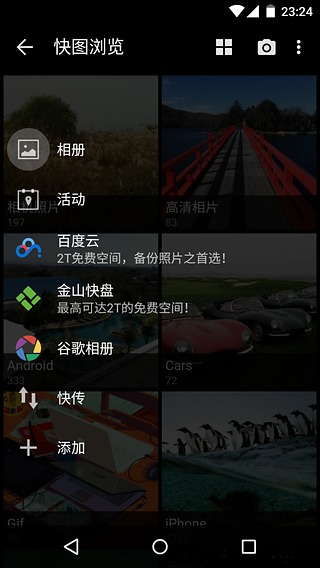 23:24
快图浏览
相册
相机照片
197
高清相片
83
活动
百度云
2T免费空间，备份照片之首选！
金山快盘
最高可达2T的免费空间！
谷歌相册
Android
333
Cars
72
快传
添加
Gif
iPhone